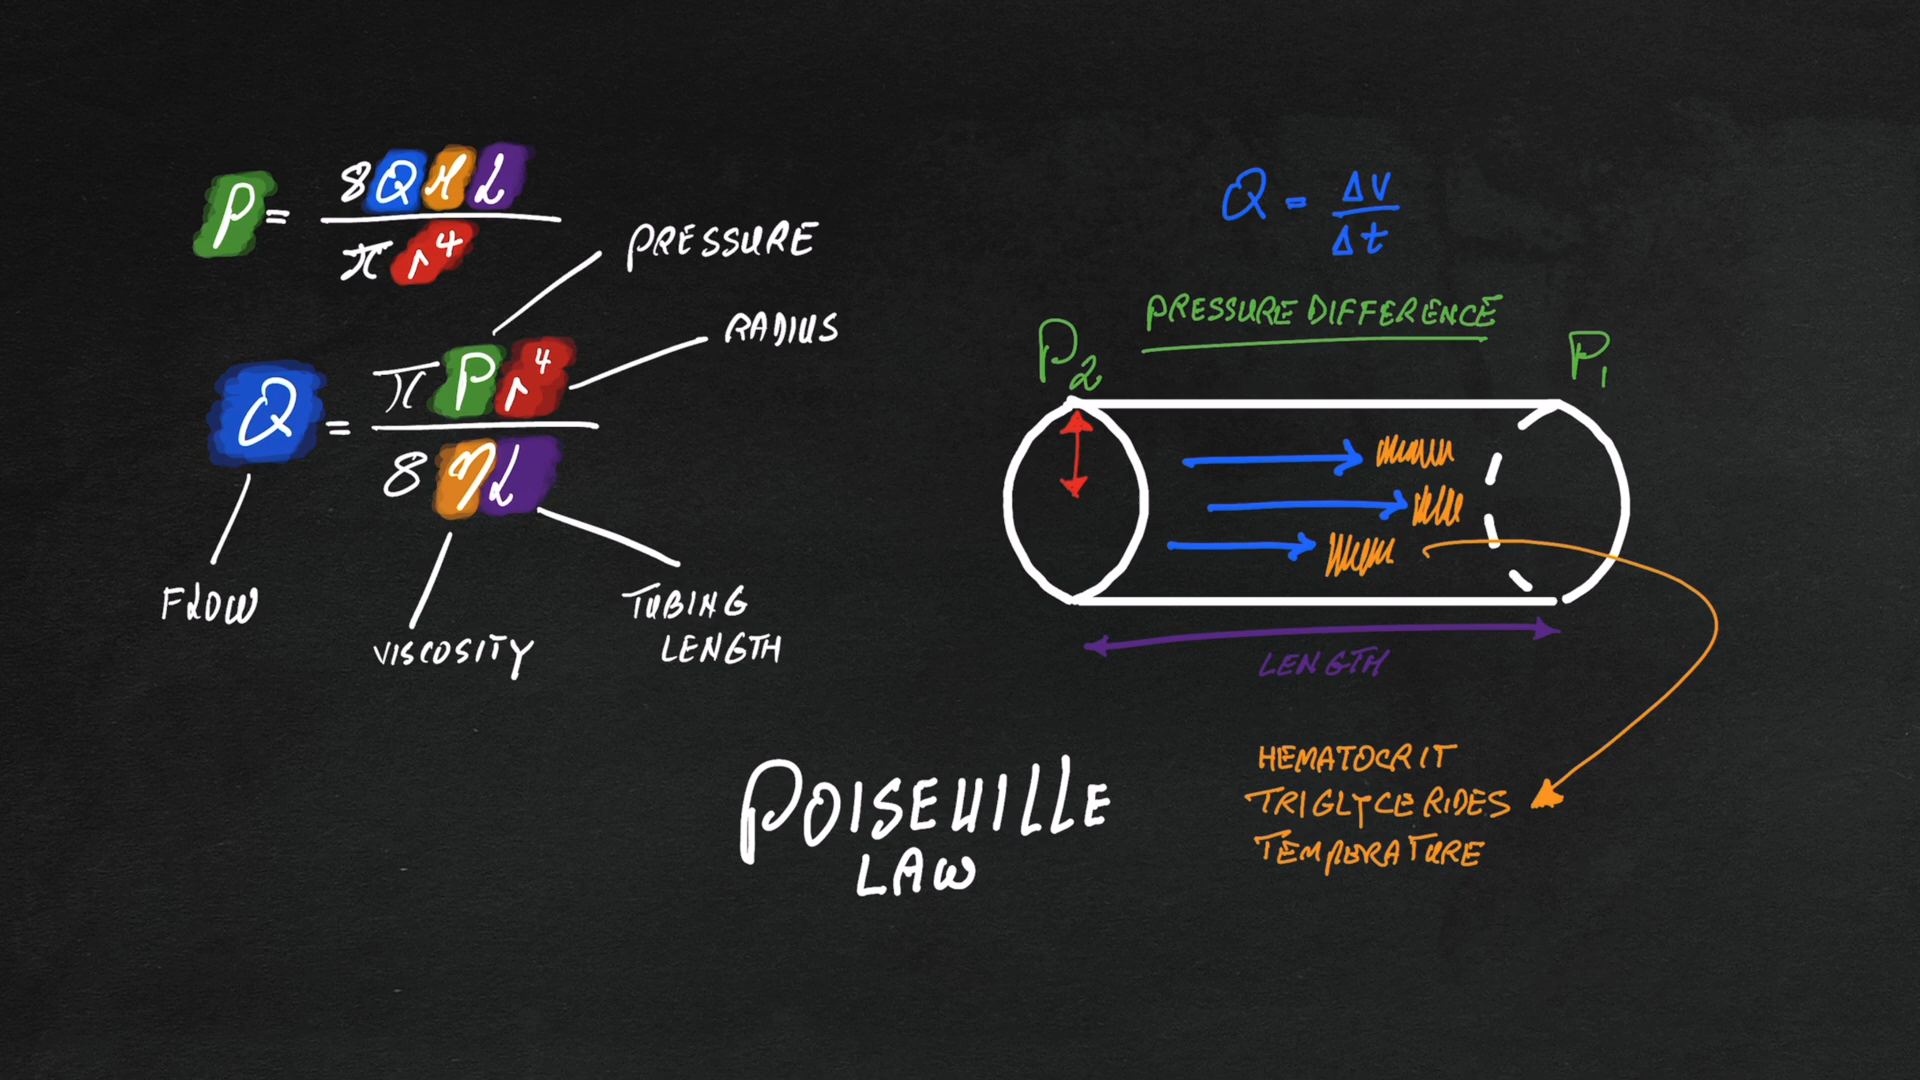 P = 8QηL / πr⁴
PRESSURE
RADIUS
Q = πPr⁴ / 8ηL
FLOW
VISCOSITY
TUBING
LENGTH
Q = ΔV / Δt
PRESSURE DIFFERENCE
P₂
P₁
LENGTH
HEMATOCRIT
TRIGLYCERIDES
TEMPERATURE
POISEUILLE
LAW